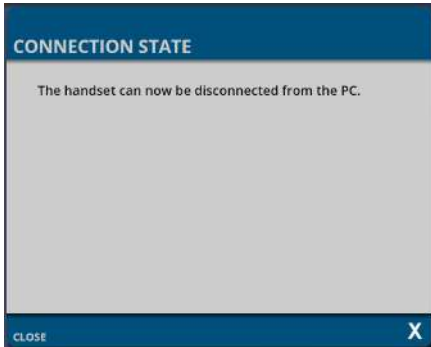 CONNECTION STATE
The handset can now be disconnected from the PC.
CLOSE X